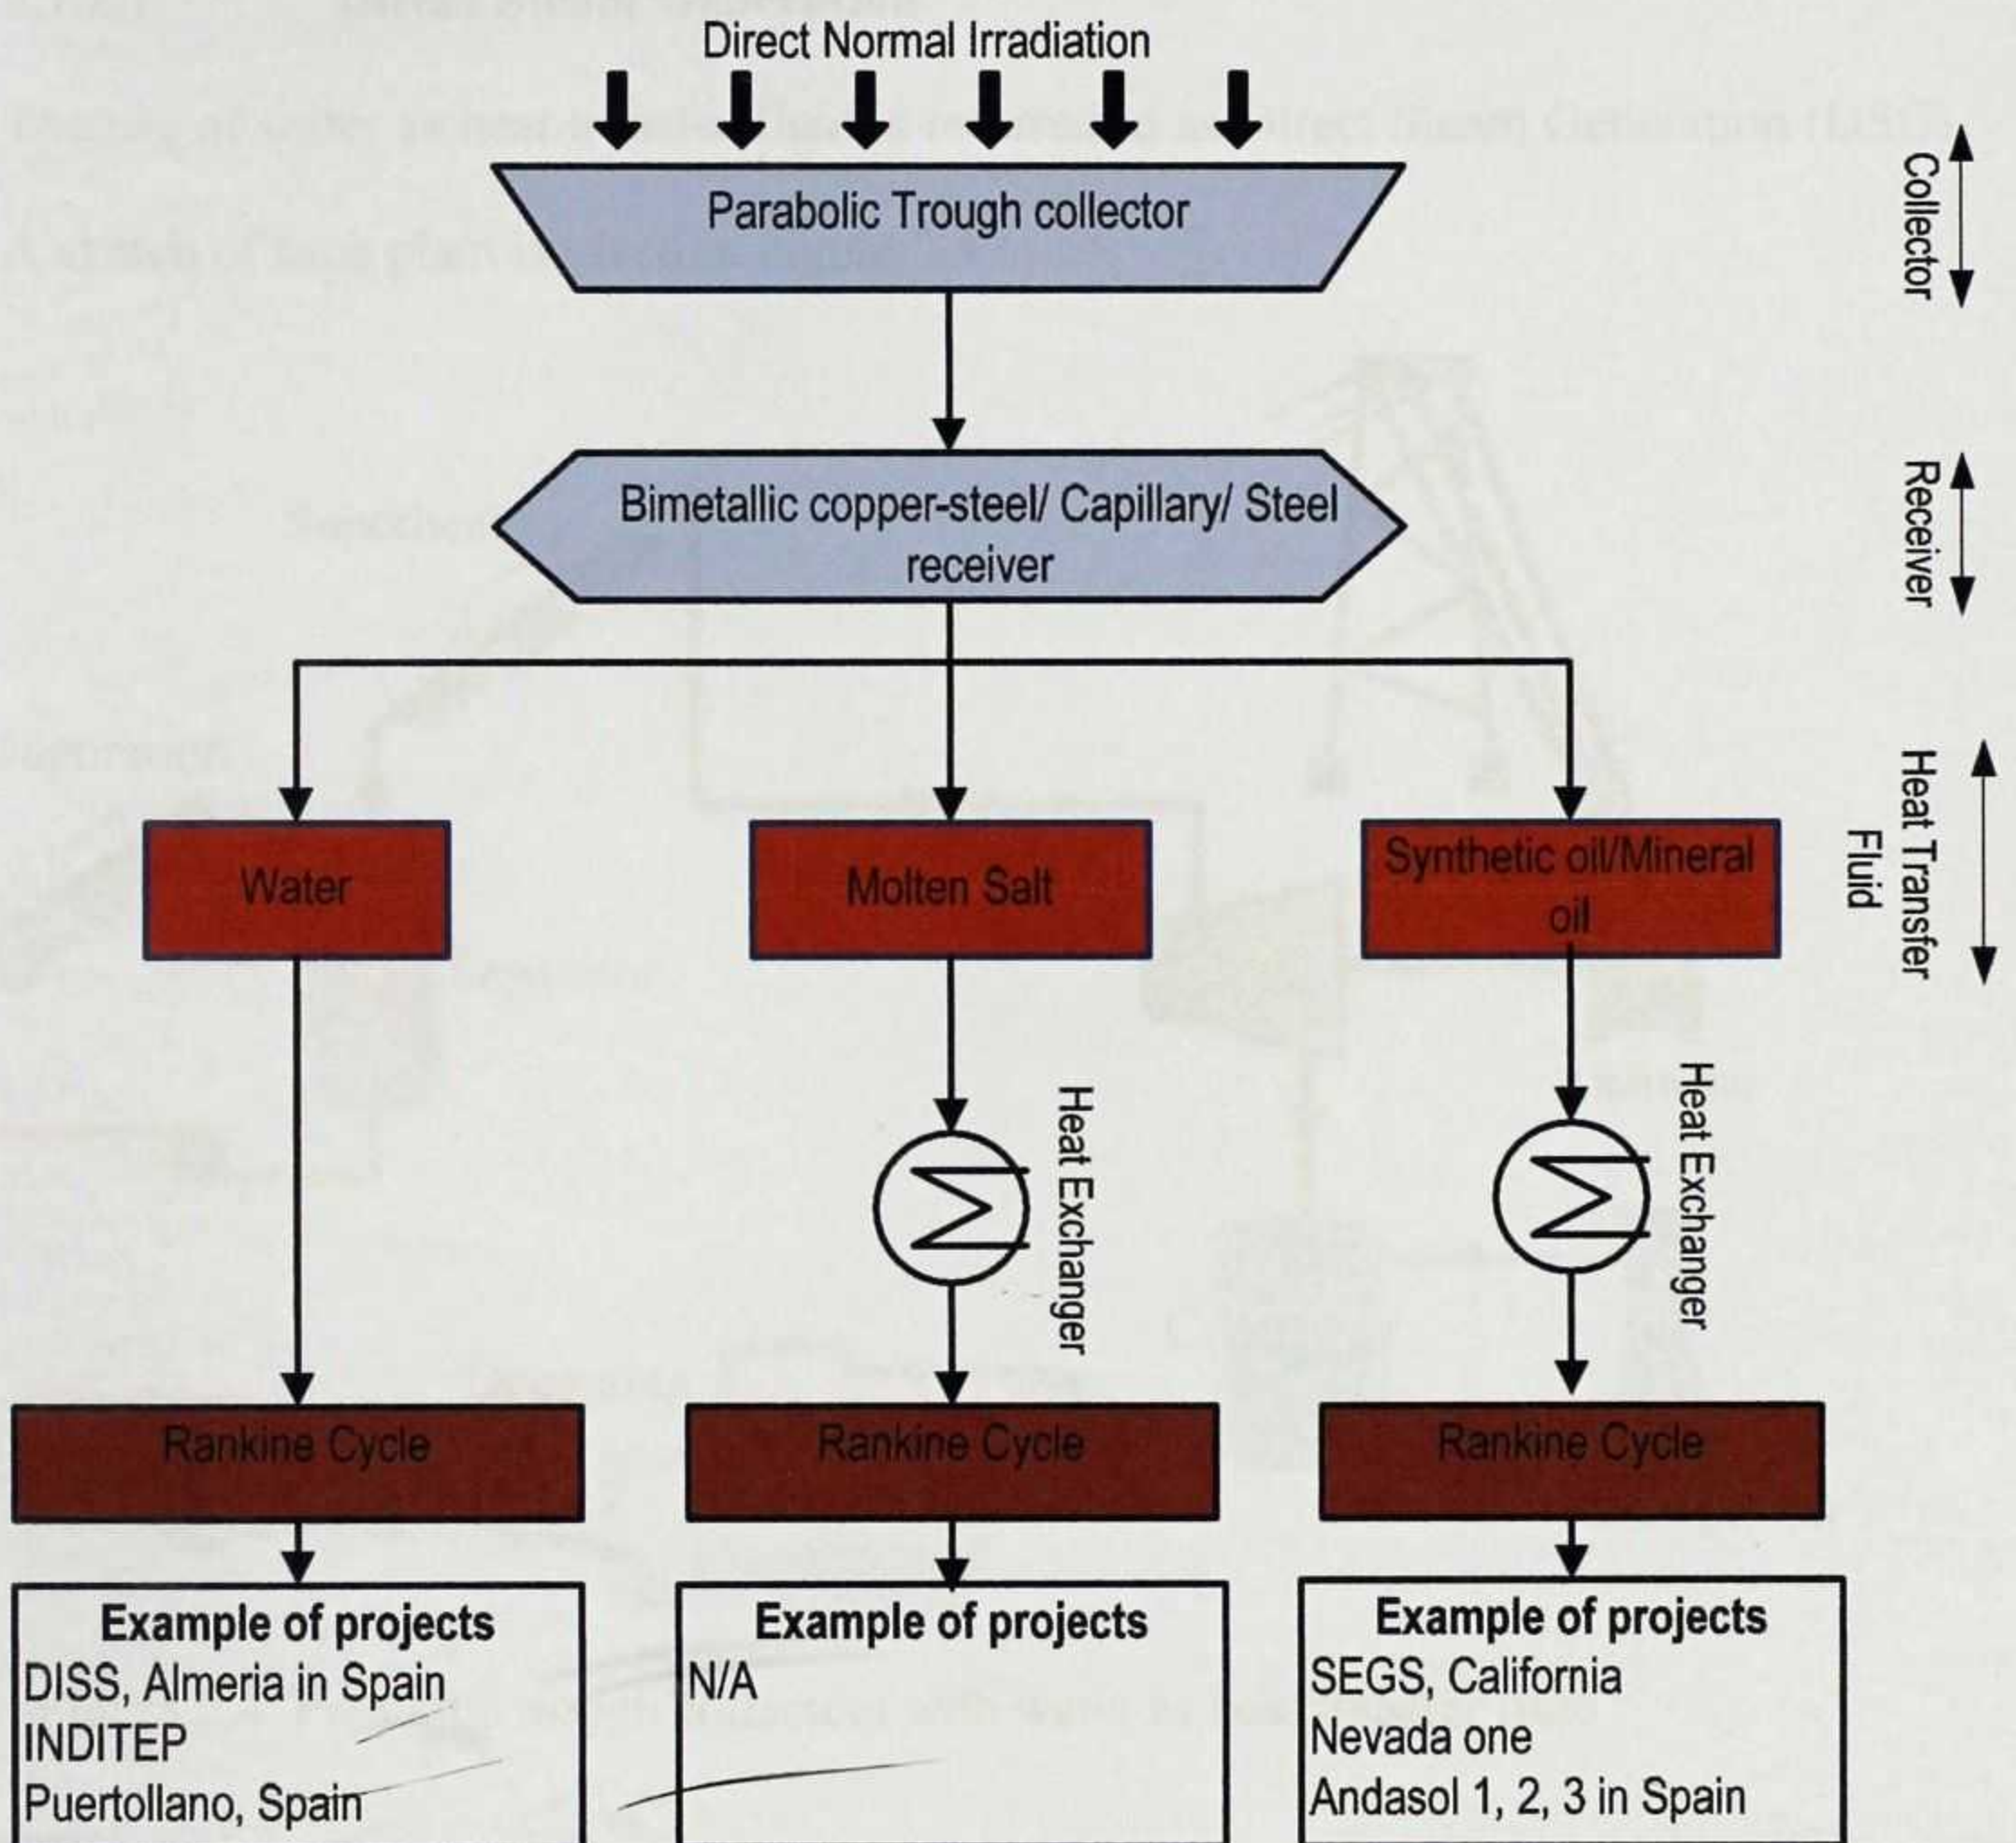 Direct Normal Irradiation
Parabolic Trough collector
Collector
Bimetallic copper-steel/ Capillary/ Steel
receiver
Receiver
Water
Molten Salt
Synthetic oil/Mineral
oil
Heat Transfer
Fluid
Heat Exchanger
Heat Exchanger
Rankine Cycle
Rankine Cycle
Rankine Cycle
Example of projects
DISS, Almeria in Spain
INDITEP
Puertollano, Spain
Example of projects
N/A
Example of projects
SEGS, California
Nevada one
Andasol 1, 2, 3 in Spain